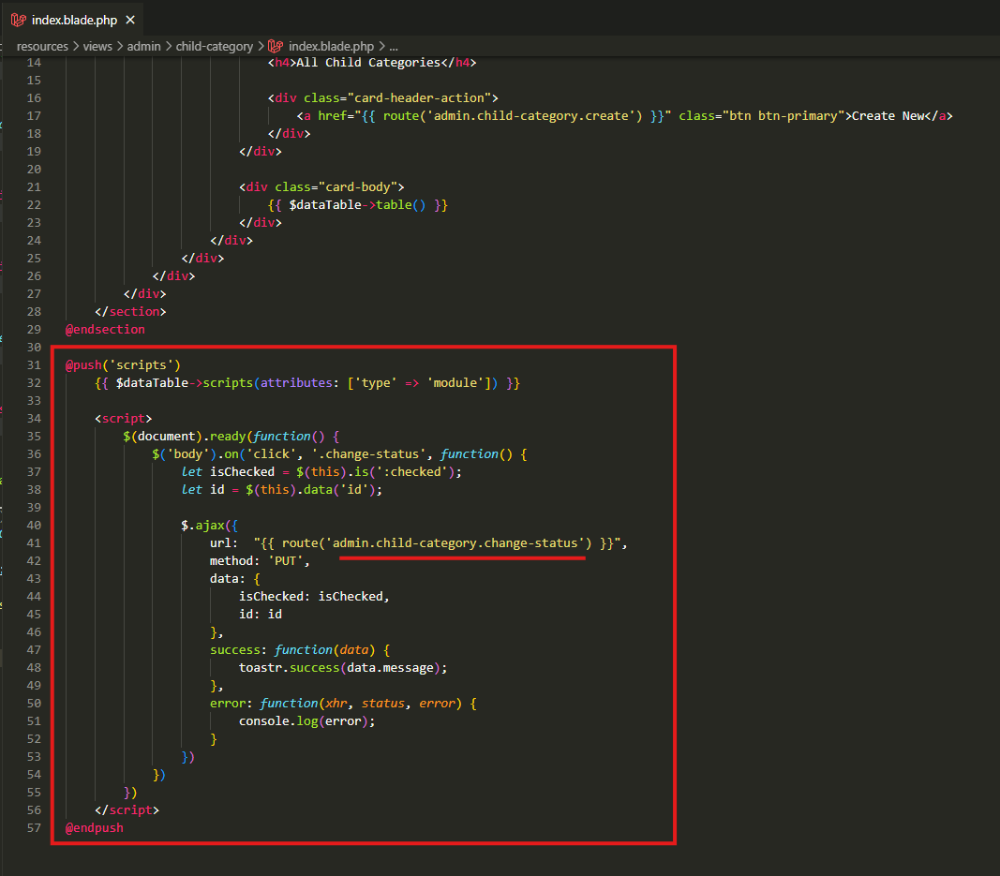 index.blade.php ×
resources > views > admin > child-category > index.blade.php > ...
14 <h4>All Child Categories</h4>
15
16 <div class="card-header-action">
17 <a href="{{ route('admin.child-category.create') }}" class="btn btn-primary">Create New</a>
18 </div>
19 </div>
20
21 <div class="card-body">
22 {{ $dataTable->table() }}
23 </div>
24 </div>
25 </div>
26 </div>
27 </div>
28 </section>
29 @endsection
30
31 @push('scripts')
32 {{ $dataTable->scripts(attributes: ['type' => 'module']) }}
33
34 <script>
35 $(document).ready(function() {
36 $('body').on('click', '.change-status', function() {
37 let isChecked = $(this).is(':checked');
38 let id = $(this).data('id');
39
40 $.ajax({
41 url: "{{ route('admin.child-category.change-status') }}",
42 method: 'PUT',
43 data: {
44 isChecked: isChecked,
45 id: id
46 },
47 success: function(data) {
48 toastr.success(data.message);
49 },
50 error: function(xhr, status, error) {
51 console.log(error);
52 }
53 })
54 })
55 })
56 </script>
57 @endpush